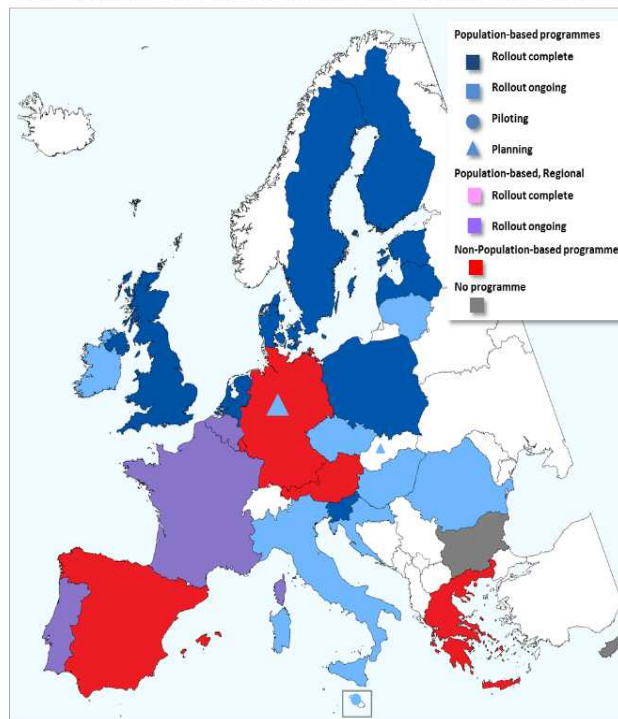 Population-based programmes
Rollout complete
Rollout ongoing
Piloting
Planning
Population-based, Regional
Rollout complete
Rollout ongoing
Non-Population-based programme
No programme